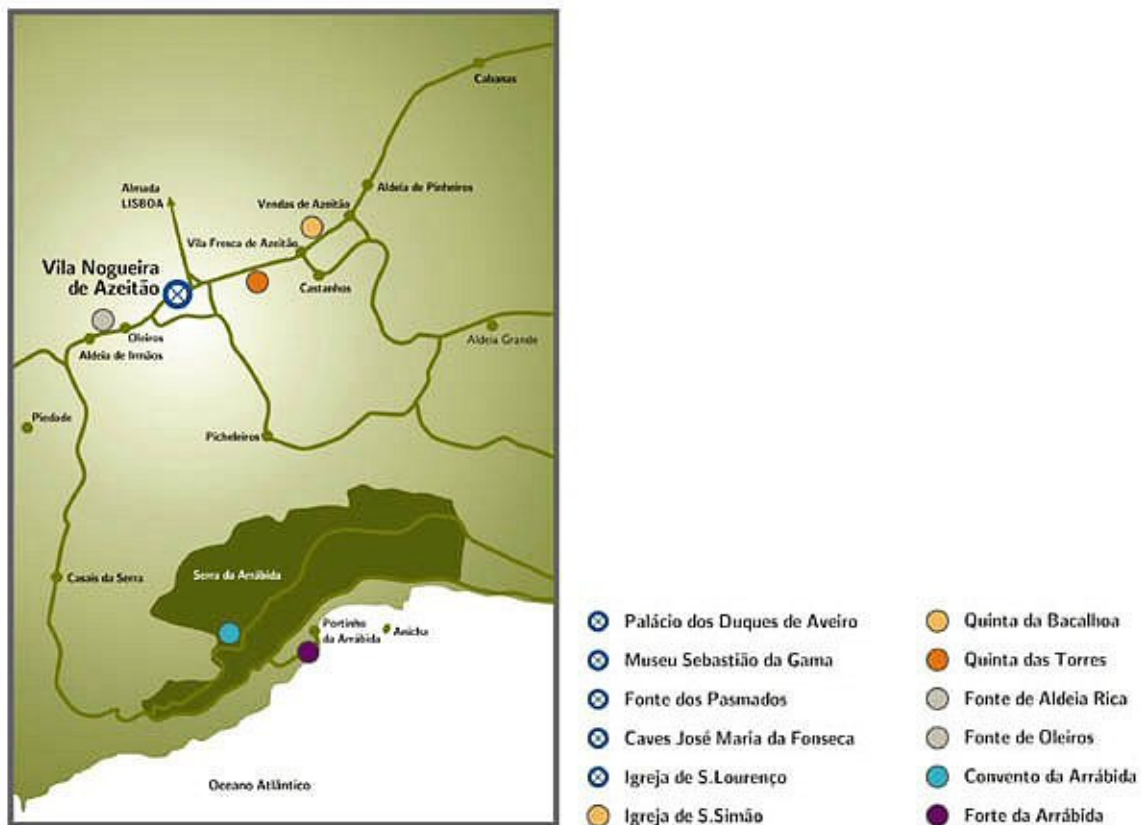 Cabanas
Aldeia de Pinheiros
Almada
LISBOA
Vendas de Azeitão
Vila Fresca de Azeitão
Vila Nogueira
de Azeitão
Castanhos
Oleiros
Aldeia de Irmãos
Aldeia Grande
Piedade
Picheleiros
Serra da Arrábida
Casais da Serra
Portinho
da Arrábida
Anicha
Oceano Atlântico
Palácio dos Duques de Aveiro
Museu Sebastião da Gama
Fonte dos Pasmados
Caves José Maria da Fonseca
Igreja de S.Lourenço
Igreja de S.Simão
Quinta da Bacalhoa
Quinta das Torres
Fonte de Aldeia Rica
Fonte de Oleiros
Convento da Arrábida
Forte da Arrábida